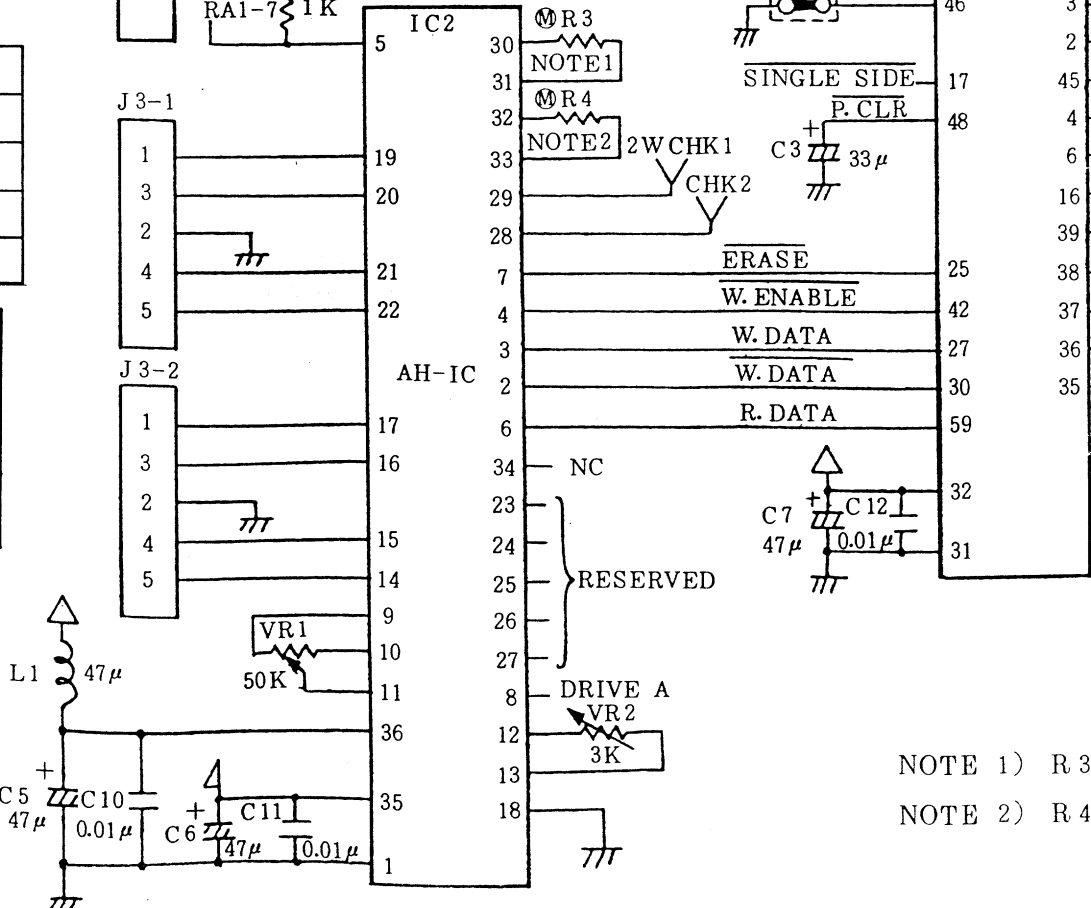 RA1-7 1K
5
IC2
30
Ⓜ R3
NOTE1
31
Ⓜ R4
32
NOTE2
33
46
3
2
SINGLE SIDE
17
45
P.CLR
48
4
+
C3
33μ
6
16
39
J3-1
1
19
3
20
2
4
21
5
22
2WCHK1
29
CHK2
28
7
ERASE
25
38
4
W.ENABLE
42
37
3
W.DATA
27
36
AH-IC
2
W.DATA
30
35
6
R.DATA
59
J3-2
1
17
3
16
2
4
15
5
14
34
NC
23
24
25
26
27
RESERVED
32
+
C7
47μ
C12
0.01μ
31
9
VR1
10
50K
11
L1
47μ
36
8
DRIVE A
12
VR2
3K
13
18
+
C5
47μ
C10
0.01μ
35
+
C6
47μ
C11
0.01μ
1
NOTE 1) R3
NOTE 2) R4